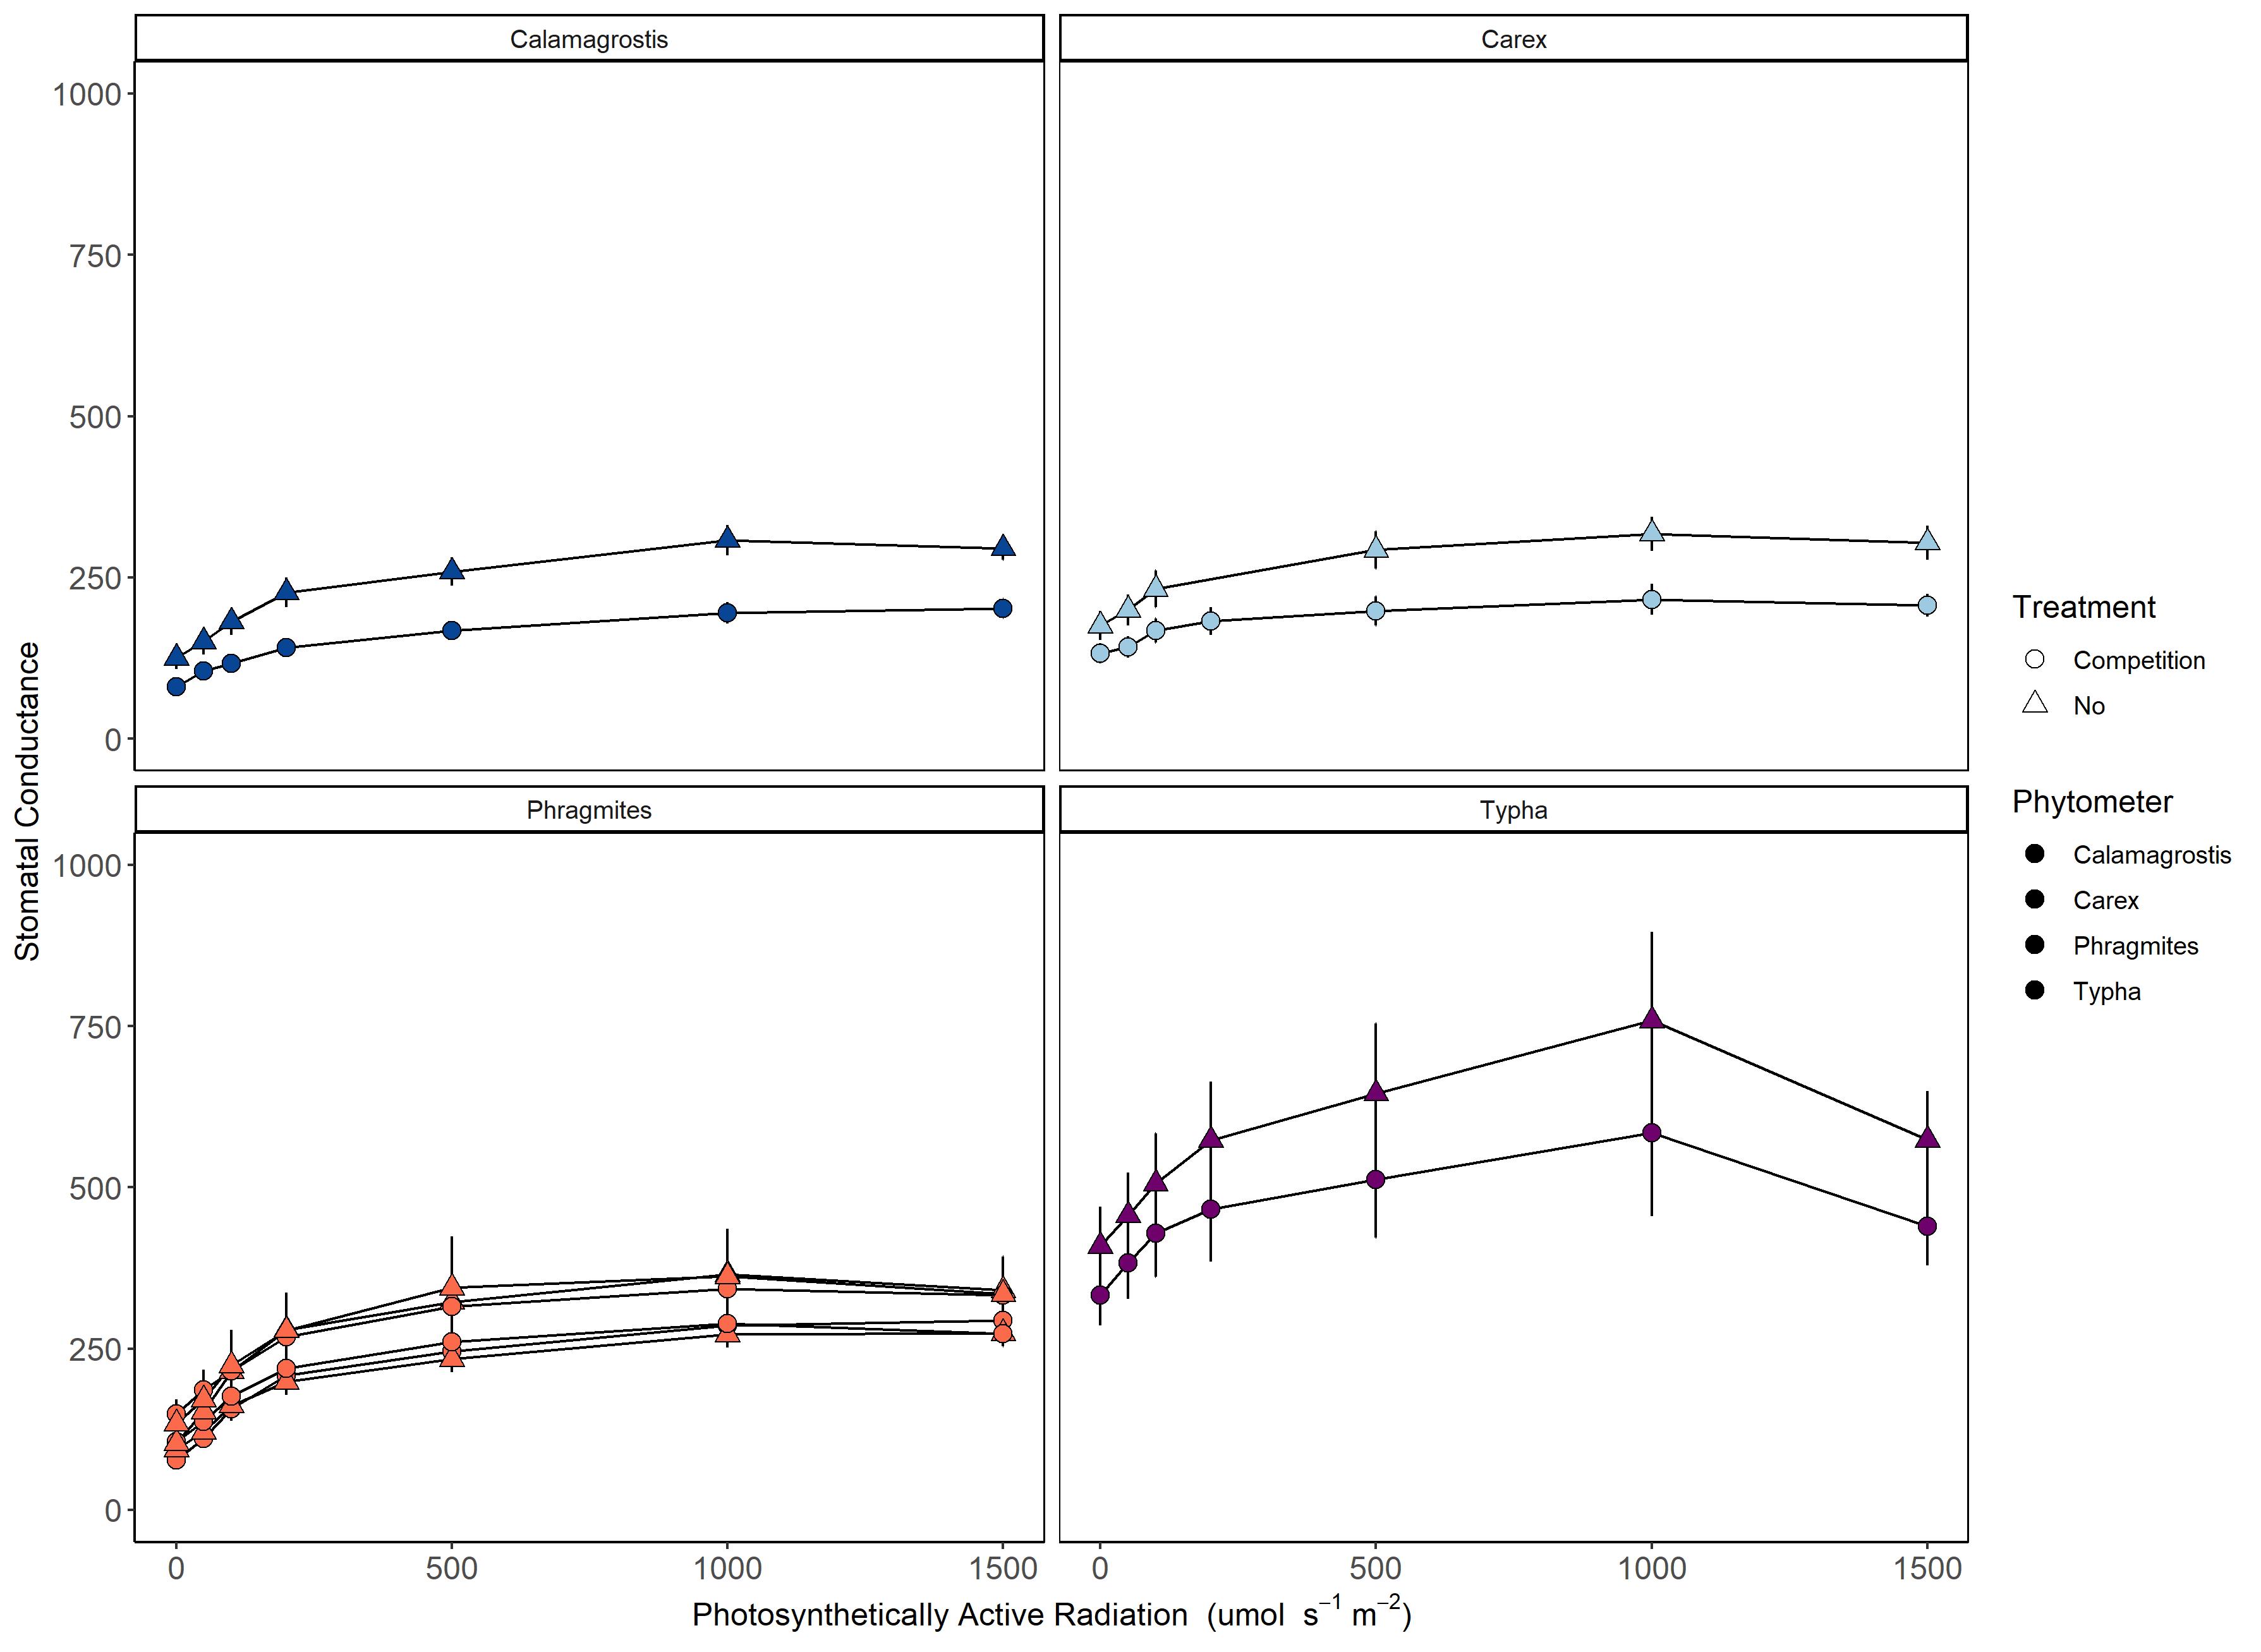 Calamagrostis
Carex
1000
750
500
250
0
Phragmites
Typha
1000
750
500
250
0
0 500 1000 1500
0 500 1000 1500
Stomatal Conductance
Photosynthetically Active Radiation (umol s⁻¹ m⁻²)
Treatment
Competition
No
Phytometer
Calamagrostis
Carex
Phragmites
Typha